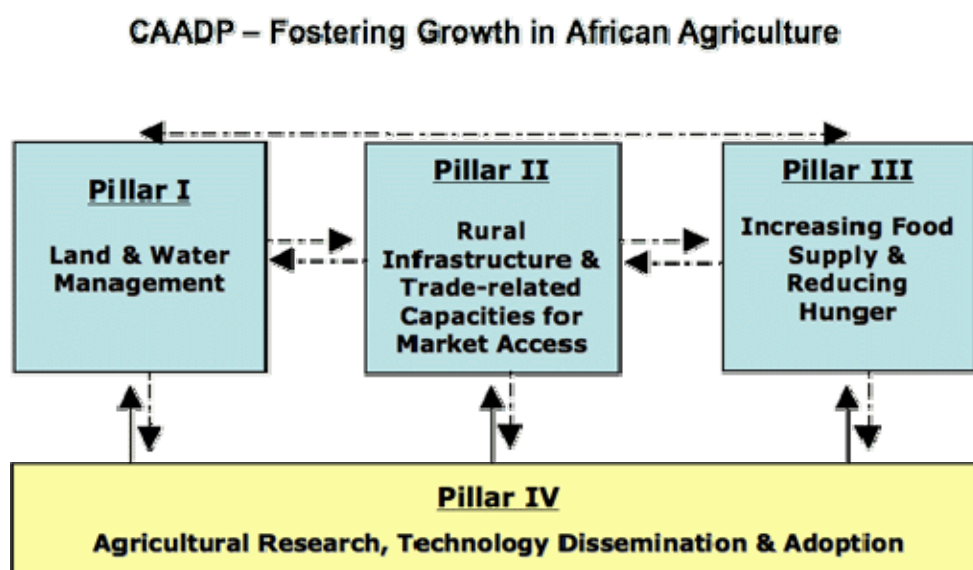 CAADP – Fostering Growth in African Agriculture
Pillar I
Land & Water
Management
Pillar II
Rural
Infrastructure &
Trade-related
Capacities for
Market Access
Pillar III
Increasing Food
Supply &
Reducing
Hunger
Pillar IV
Agricultural Research, Technology Dissemination & Adoption